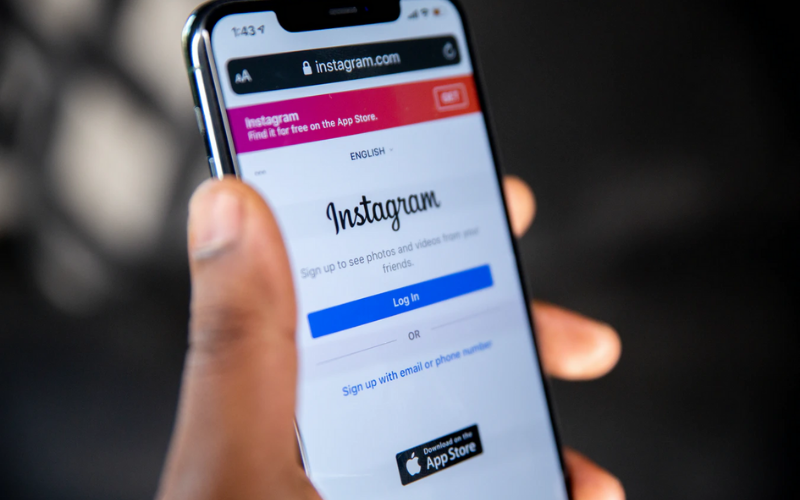 1:43
AA instagram.com
Instagram
Find it for free on the App Store.
GET
ENGLISH
Instagram
Sign up to see photos and videos from your
friends.
Log In
OR
Sign up with email or phone number
Download on the
App Store